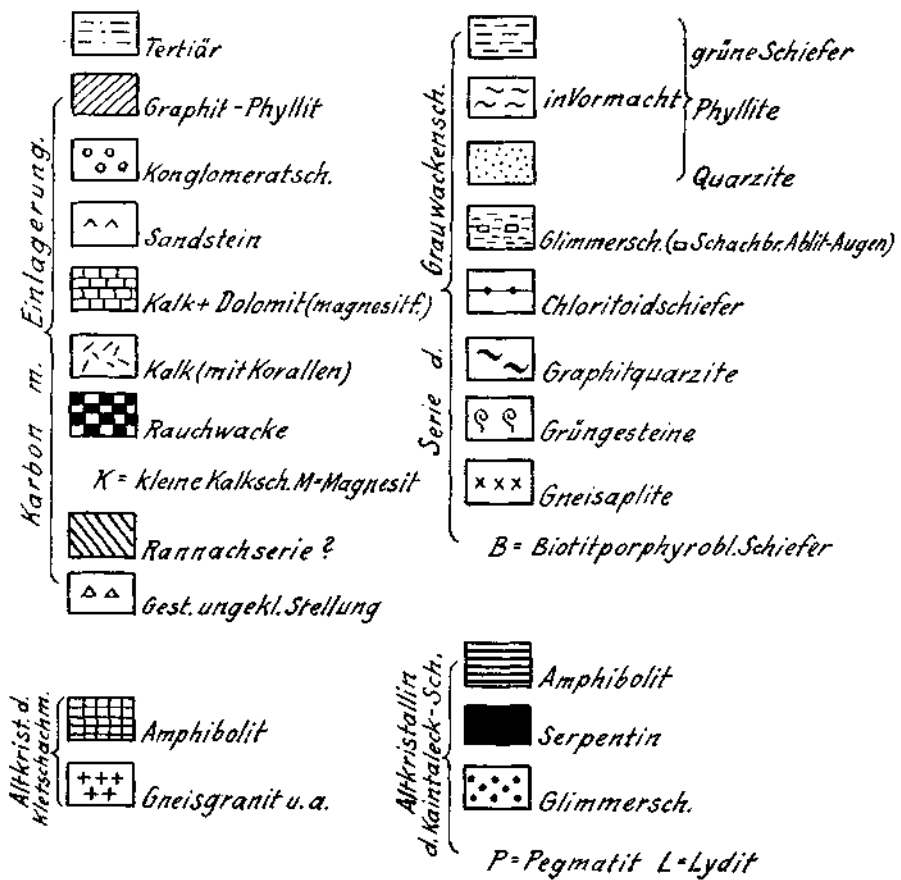 Tertiär
Karbon m. Einlagerung.
Graphit-Phyllit
Konglomeratsch.
Sandstein
Kalk+Dolomit(magnesitf.)
Kalk(mit Korallen)
Rauchwacke
K = kleine Kalksch. M=Magnesit
Rannachserie?
Gest. ungekl. Stellung
Serie d. Grauwackensch.
grüne Schiefer
in Vormacht Phyllite
Quarzite
Glimmersch.(▭Schachbr. Ablit-Augen)
Chloritoidschiefer
Graphitquarzite
Grüngesteine
Gneisaplite
B = Biotitporphyrobl. Schiefer
Altkrist. d.
Kletschachm.
Amphibolit
Gneisgranit u. a.
Altkristallin
d. Kaintaleck-Sch.
Amphibolit
Serpentin
Glimmersch.
P=Pegmatit L=Lydit